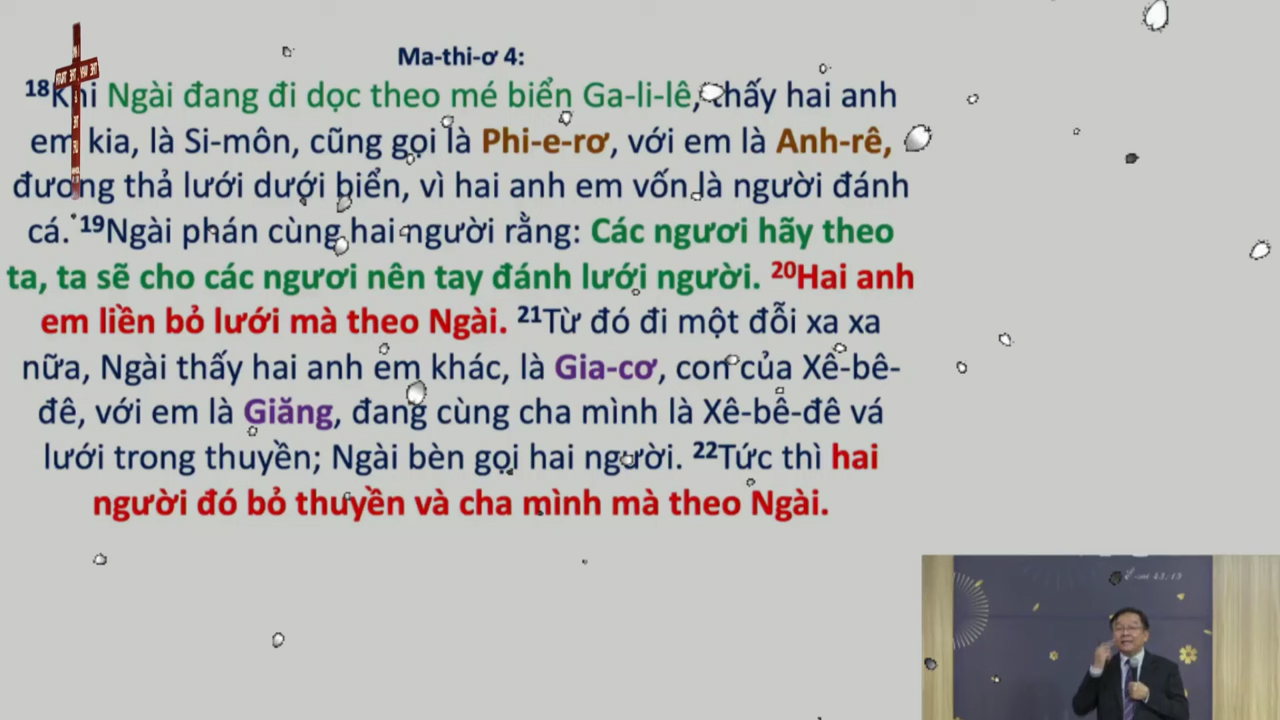 Ma-thi-ơ 4:
18Khi Ngài đang đi dọc theo mé biển Ga-li-lê, thấy hai anh
em kia, là Si-môn, cũng gọi là Phi-e-rơ, với em là Anh-rê,
đương thả lưới dưới biển, vì hai anh em vốn là người đánh
cá. 19Ngài phán cùng hai người rằng: Các ngươi hãy theo
ta, ta sẽ cho các ngươi nên tay đánh lưới người. 20Hai anh
em liền bỏ lưới mà theo Ngài. 21Từ đó đi một đỗi xa xa
nữa, Ngài thấy hai anh em khác, là Gia-cơ, con của Xê-bê-
đê, với em là Giăng, đang cùng cha mình là Xê-bê-đê vá
lưới trong thuyền; Ngài bèn gọi hai người. 22Tức thì hai
người đó bỏ thuyền và cha mình mà theo Ngài.